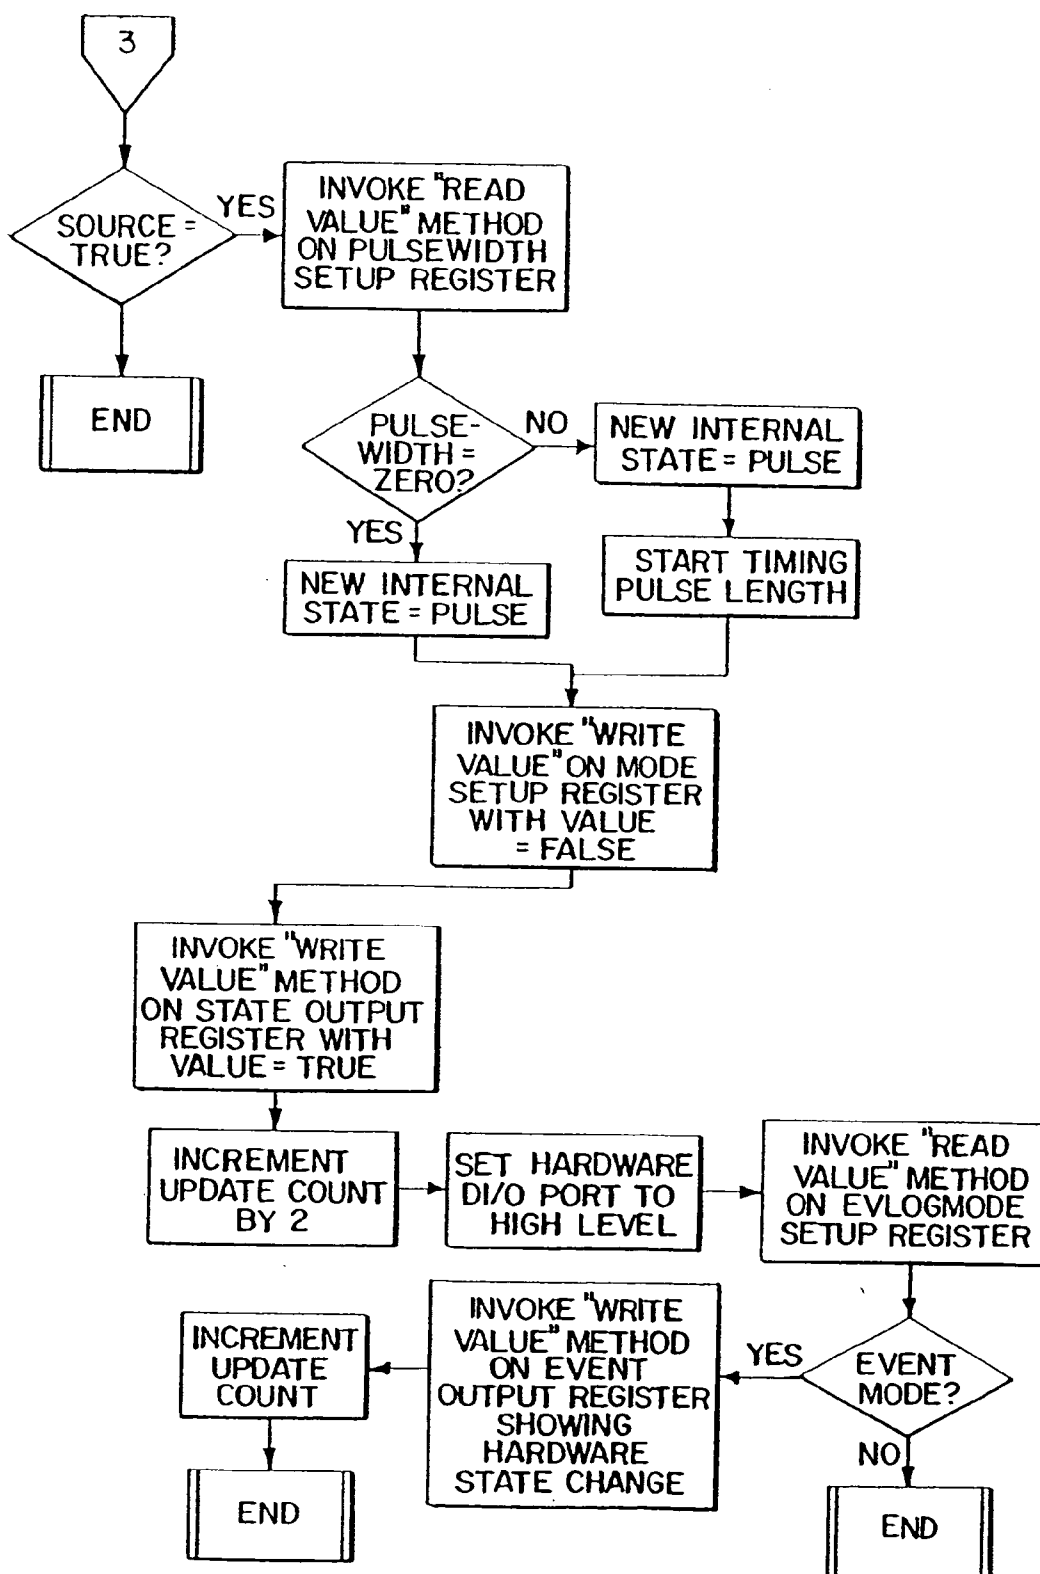 3
SOURCE =
TRUE?
YES
INVOKE "READ
VALUE" METHOD
ON PULSEWIDTH
SETUP REGISTER
END
PULSE-
WIDTH =
ZERO?
NO
NEW INTERNAL
STATE = PULSE
YES
START TIMING
PULSE LENGTH
NEW INTERNAL
STATE = PULSE
INVOKE "WRITE
VALUE" ON MODE
SETUP REGISTER
WITH VALUE
= FALSE
INVOKE "WRITE
VALUE" METHOD
ON STATE OUTPUT
REGISTER WITH
VALUE = TRUE
INCREMENT
UPDATE COUNT
BY 2
SET HARDWARE
DI/O PORT TO
HIGH LEVEL
INVOKE "READ
VALUE" METHOD
ON EVLOGMODE
SETUP REGISTER
EVENT
MODE?
YES
INVOKE "WRITE
VALUE" METHOD
ON EVENT
OUTPUT REGISTER
SHOWING
HARDWARE
STATE CHANGE
INCREMENT
UPDATE
COUNT
END
NO
END